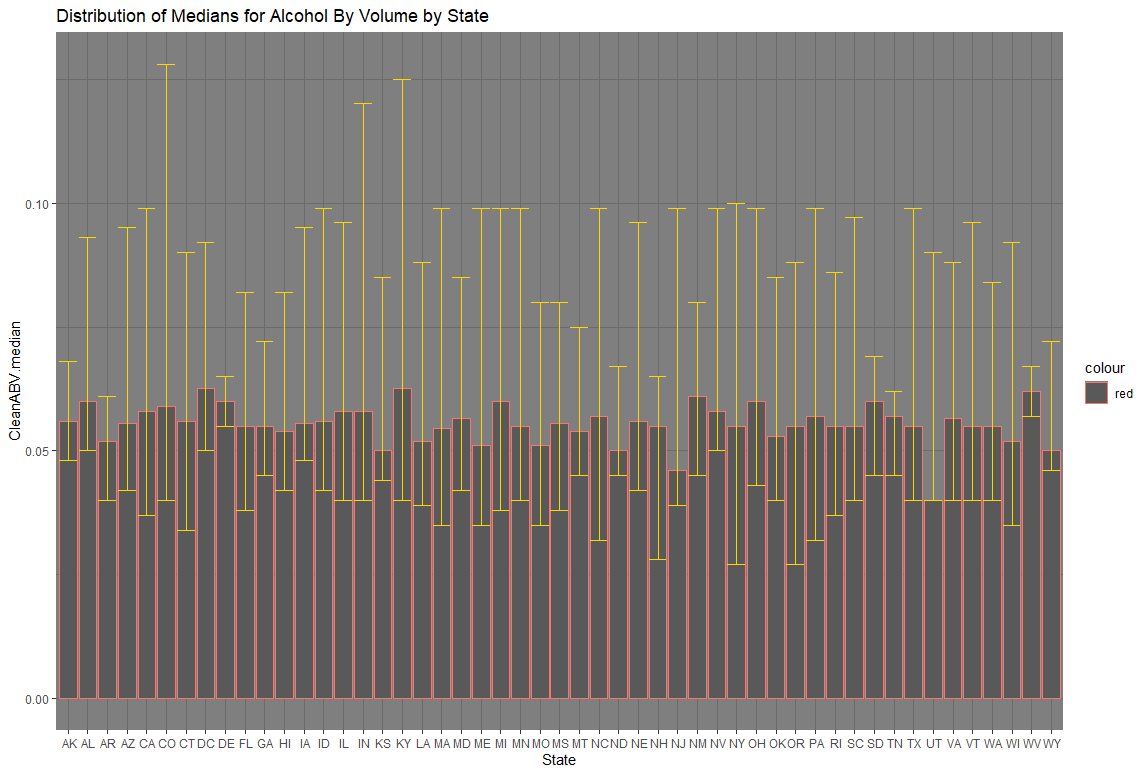 Distribution of Medians for Alcohol By Volume by State
CleanABV.median
0.10
0.05
0.00
AK AL AR AZ CA CO CT DC DE FL GA HI IA ID IL IN KS KY LA MA MD ME MI MN MO MS MT NC ND NE NH NJ NM NV NY OH OK OR PA RI SC SD TN TX UT VA VT WA WI WV WY
State
colour
red